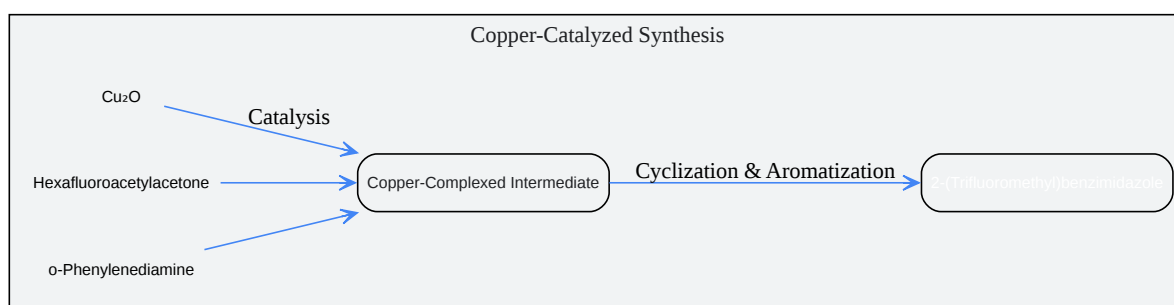 Copper-Catalyzed Synthesis
Cu₂O
Catalysis
Hexafluoroacetylacetone
Copper-Complexed Intermediate
Cyclization & Aromatization
2-(Trifluoromethyl)benzimidazole
o-Phenylenediamine